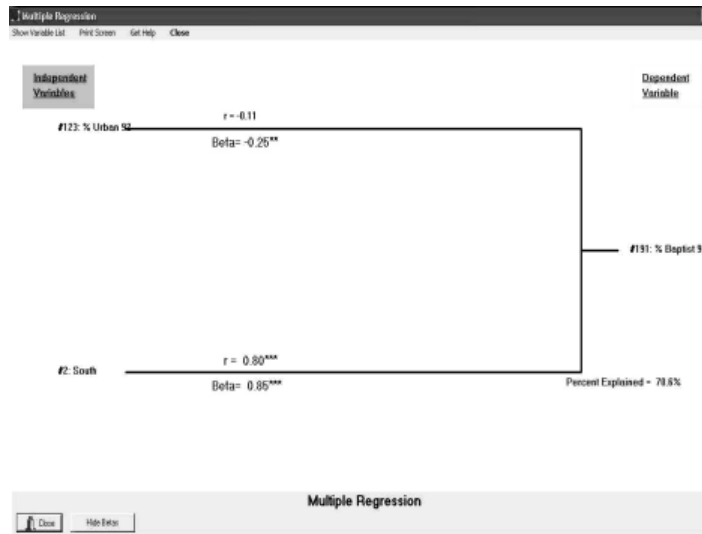 Multiple Regression
Show Variable List Print Screen Get Help Close
Independent
Variables
Dependent
Variable
r = -0.11
#123: % Urban 9
Beta= -0.25**
#191: % Baptist 9
r = 0.80***
#2: South
Beta= 0.85***
Percent Explained = 70.6%
Multiple Regression
Close Hide Betas